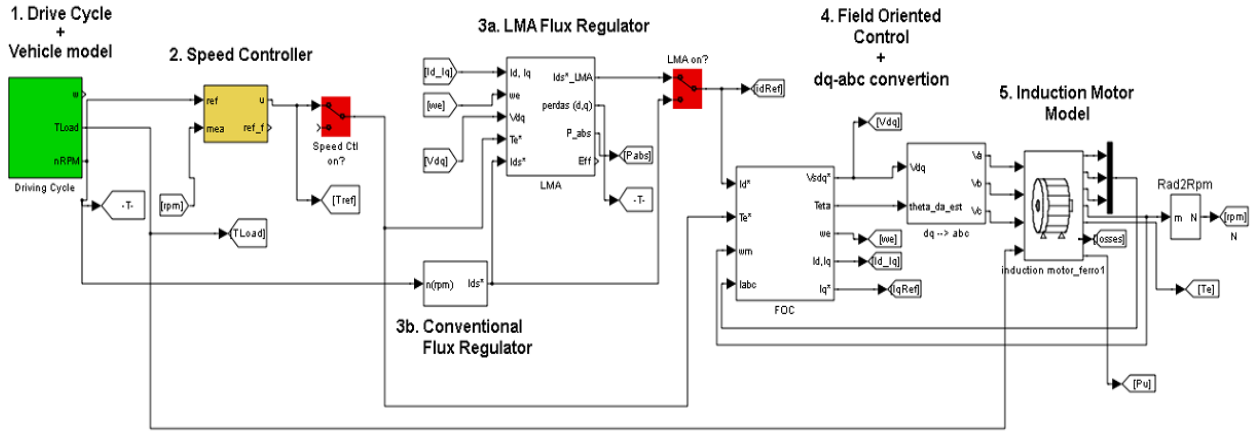 1. Drive Cycle
+
Vehicle model
2. Speed Controller
3a. LMA Flux Regulator
4. Field Oriented
Control
+
dq-abc convertion
5. Induction Motor
Model
w
TLoad
nRPM
Driving Cycle
-T-
[rpm]
[TLoad]
ref
mea
u
ref_f
Speed Ctl
on?
[Tref]
[Id_Iq]
[we]
[Vdq]
Id, Iq
we
Vdq
Te*
Ids*
Ids*_LMA
perdas (d,q)
P_abs
Eff
LMA
[Pabs]
-T-
LMA on?
idRef]
n(rpm)
Ids*
3b. Conventional
Flux Regulator
Id*
Te*
wm
Iabc
Vsdq*
Teta
we
Id,Iq
Iq*
FOC
[Vdq]
[we]
[Id_Iq]
[IqRef]
Vdq
theta_da_est
Va
Vb
Vc
dq --> abc
induction motor_ferro1
[osses]
Rad2Rpm
m
N
[rpm]
N
[Te]
[Pu]